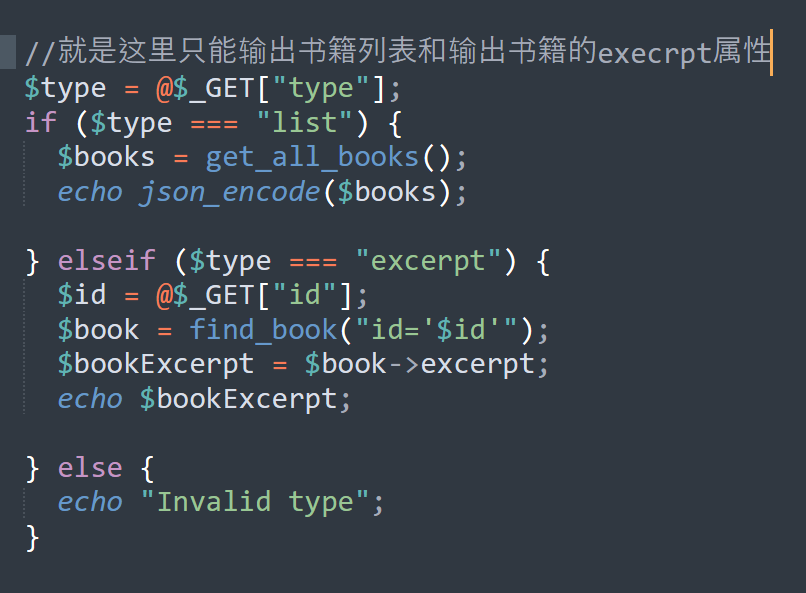 //就是这里只能输出书籍列表和输出书籍的execrpt属性
$type = @$_GET["type"];
if ($type === "list") {
$books = get_all_books();
echo json_encode($books);
} elseif ($type === "excerpt") {
$id = @$_GET["id"];
$book = find_book("id='$id'");
$bookExcerpt = $book->excerpt;
echo $bookExcerpt;
} else {
echo "Invalid type";
}